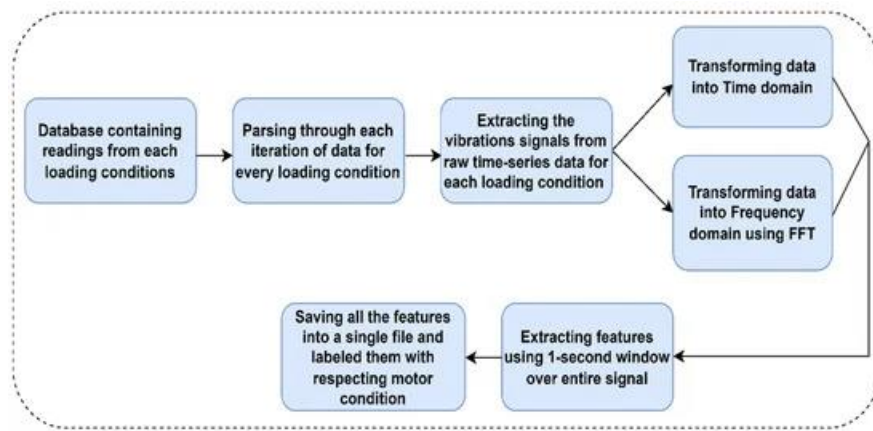 Database containing
readings from each
loading conditions
Parsing through each
iteration of data for
every loading condition
Extracting the
vibrations signals from
raw time-series data for
each loading condition
Transforming data
into Time domain
Transforming data
into Frequency
domain using FFT
Extracting features
using 1-second window
over entire signal
Saving all the features
into a single file and
labeled them with
respecting motor
condition